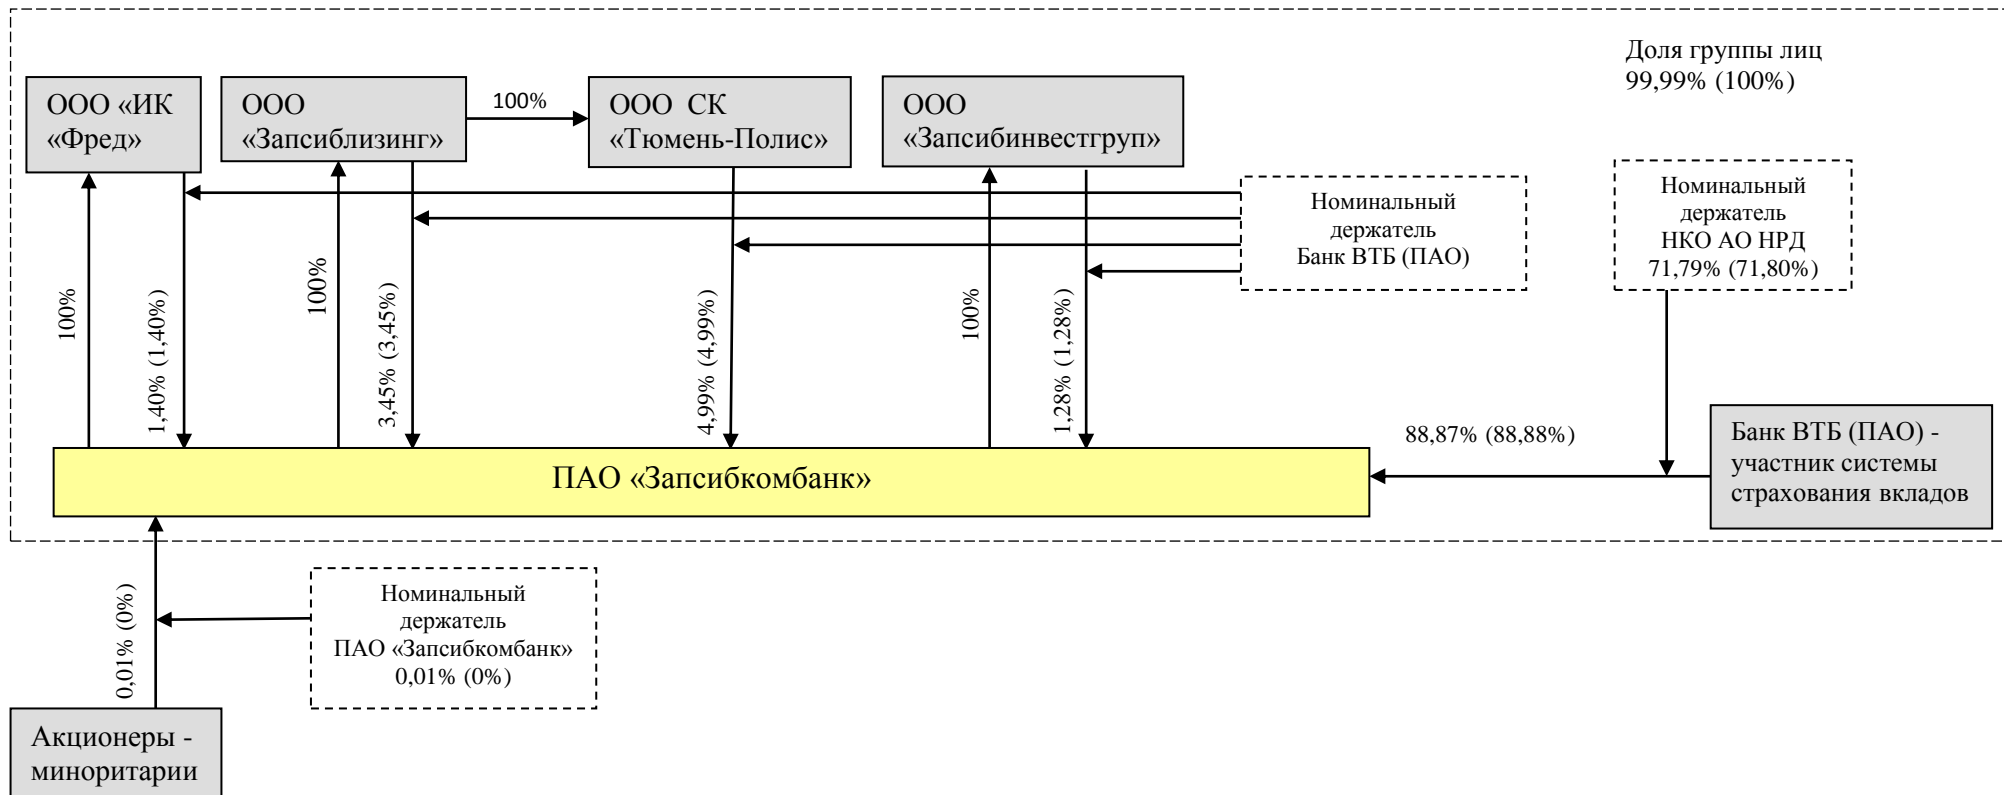 Доля группы лиц
99,99% (100%)
ООО «ИК
«Фред»
ООО
«Запсиблизинг»
100%
ООО СК
«Тюмень-Полис»
ООО
«Запсибинвестгруп»
Номинальный
держатель
Банк ВТБ (ПАО)
Номинальный
держатель
НКО АО НРД
71,79% (71,80%)
100%
1,40% (1,40%)
100%
3,45% (3,45%)
4,99% (4,99%)
100%
1,28% (1,28%)
88,87% (88,88%)
Банк ВТБ (ПАО) -
участник системы
страхования вкладов
ПАО «Запсибкомбанк»
0,01% (0%)
Номинальный
держатель
ПАО «Запсибкомбанк»
0,01% (0%)
Акционеры -
миноритарии